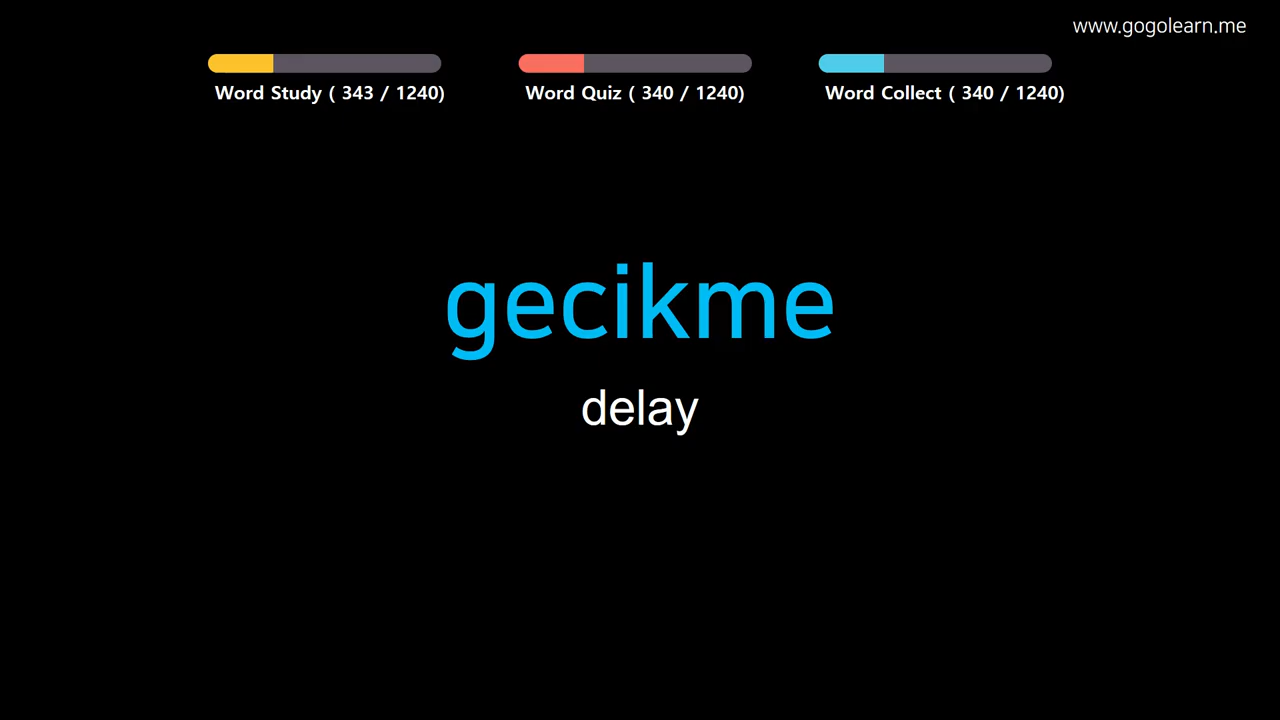 www.gogolearn.me
Word Study ( 343 / 1240)
Word Quiz ( 340 / 1240)
Word Collect ( 340 / 1240)
gecikme
delay